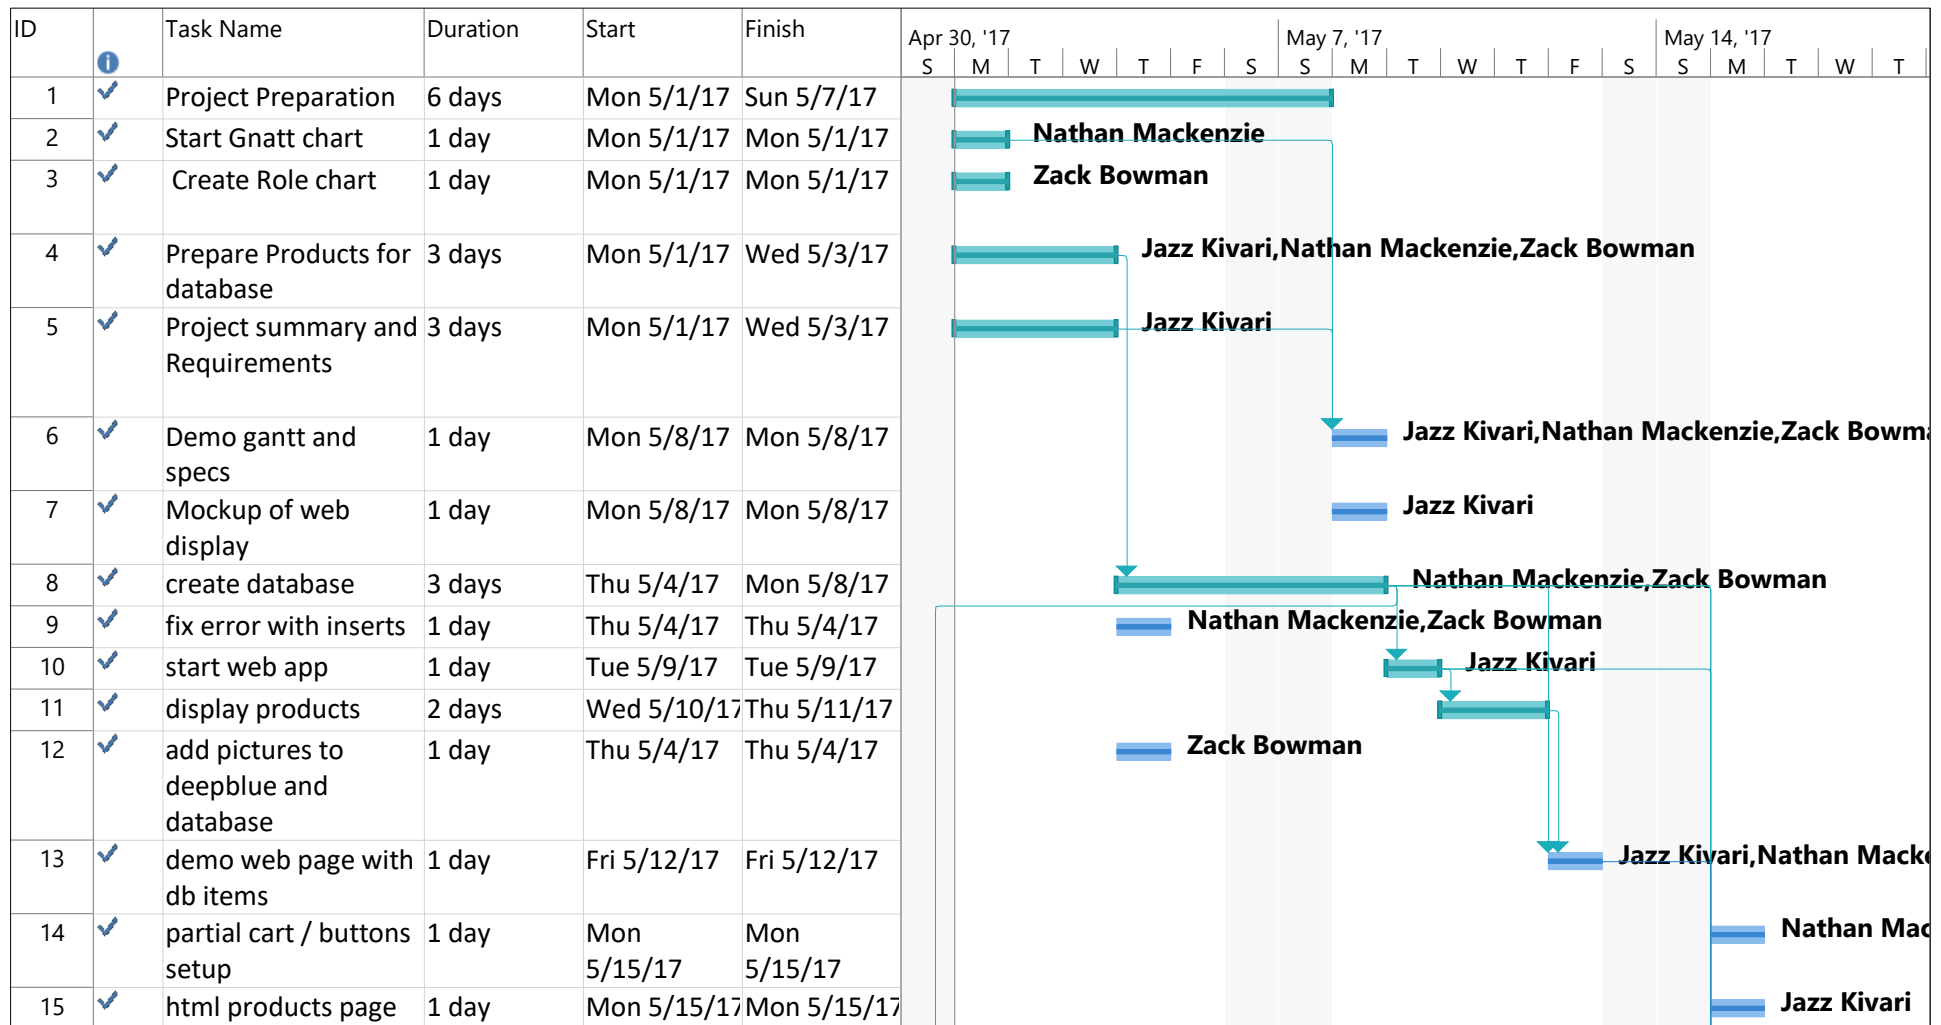 ID Task Name Duration Start Finish Apr 30, '17 May 7, '17 May 14, '17
S M T W T F S S M T W T F S S M T W T
1 Project Preparation 6 days Mon 5/1/17 Sun 5/7/17
2 Start Gnatt chart 1 day Mon 5/1/17 Mon 5/1/17 Nathan Mackenzie
3 Create Role chart 1 day Mon 5/1/17 Mon 5/1/17 Zack Bowman
4 Prepare Products for 3 days Mon 5/1/17 Wed 5/3/17 Jazz Kivari,Nathan Mackenzie,Zack Bowman
database
5 Project summary and 3 days Mon 5/1/17 Wed 5/3/17 Jazz Kivari
Requirements
6 Demo gantt and 1 day Mon 5/8/17 Mon 5/8/17 Jazz Kivari,Nathan Mackenzie,Zack Bowma
specs
7 Mockup of web 1 day Mon 5/8/17 Mon 5/8/17 Jazz Kivari
display
8 create database 3 days Thu 5/4/17 Mon 5/8/17 Nathan Mackenzie,Zack Bowman
9 fix error with inserts 1 day Thu 5/4/17 Thu 5/4/17 Nathan Mackenzie,Zack Bowman
10 start web app 1 day Tue 5/9/17 Tue 5/9/17 Jazz Kivari
11 display products 2 days Wed 5/10/17 Thu 5/11/17
12 add pictures to 1 day Thu 5/4/17 Thu 5/4/17 Zack Bowman
deepblue and
database
13 demo web page with 1 day Fri 5/12/17 Fri 5/12/17 Jazz Kivari,Nathan Macke
db items
14 partial cart / buttons 1 day Mon Mon Nathan Mac
setup 5/15/17 5/15/17
15 html products page 1 day Mon 5/15/17 Mon 5/15/17 Jazz Kivari